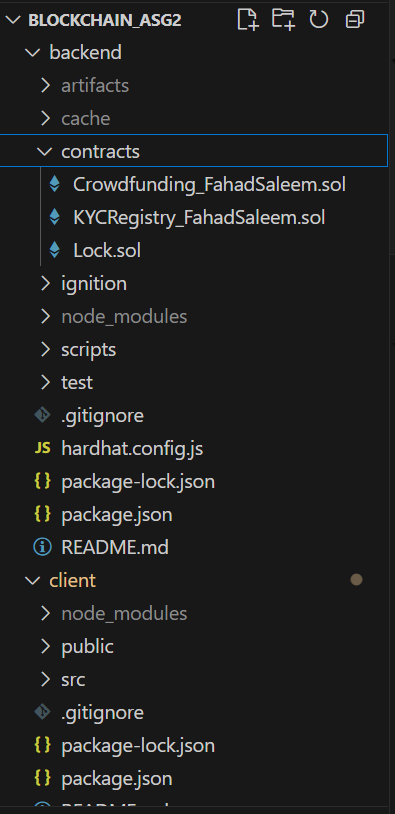 BLOCKCHAIN_ASG2
backend
artifacts
cache
contracts
Crowdfunding_FahadSaleem.sol
KYCRegistry_FahadSaleem.sol
Lock.sol
ignition
node_modules
scripts
test
.gitignore
JS hardhat.config.js
{} package-lock.json
{} package.json
README.md
client
node_modules
public
src
.gitignore
{} package-lock.json
{} package.json